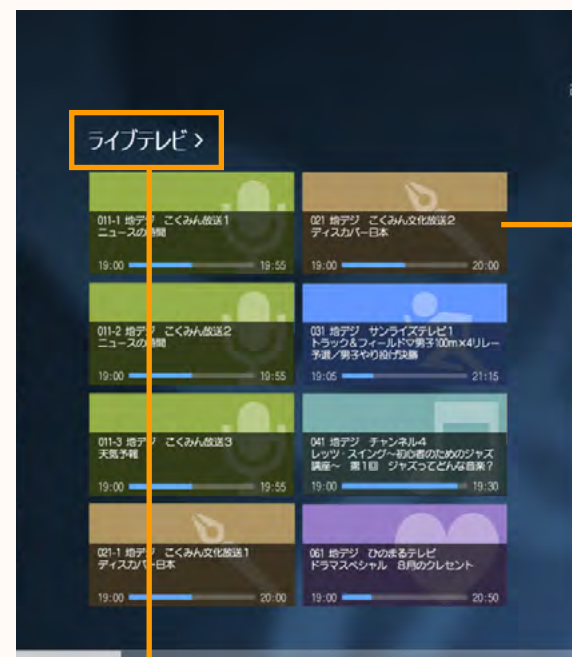 ライブテレビ >
011-1 地デジ こくみん放送1
ニュースの時間
19:00 19:55
021 地デジ こくみん文化放送2
ディスカバー日本
19:00 20:00
011-2 地デジ こくみん放送2
ニュースの時間
19:00 19:55
031 地デジ サンライズテレビ1
トラック&フィールド▽男子100m×4リレー
予選/男子やり投げ決勝
19:05 21:15
011-3 地デジ こくみん放送3
天気予報
19:00 19:55
041 地デジ チャンネル4
レッツ・スイング~初心者のためのジャズ
講座~ 第1回 ジャズってどんな音楽?
19:00 19:30
021-1 地デジ こくみん文化放送1
ディスカバー日本
19:00 20:00
061 地デジ ひのまるテレビ
ドラマスペシャル 8月のクレセント
19:00 20:50